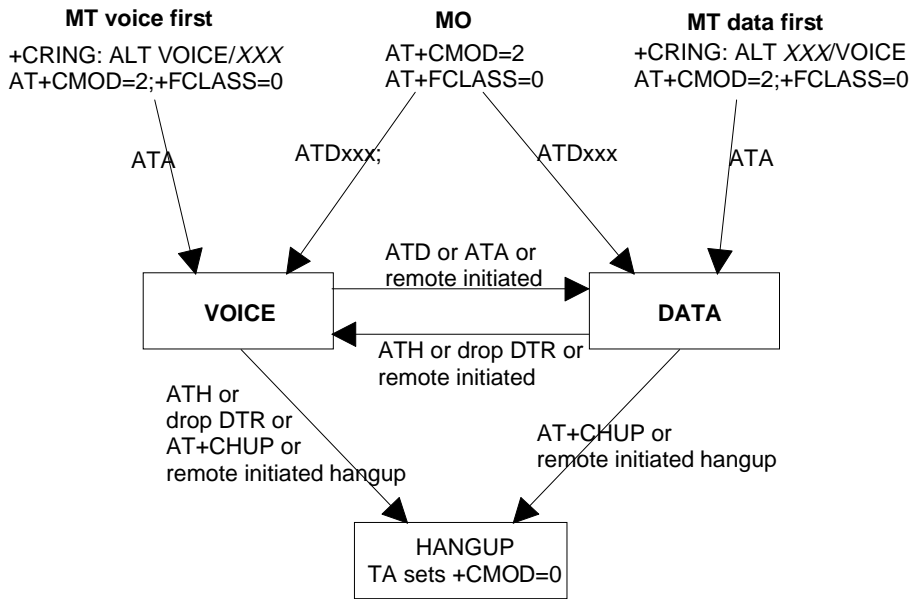 MT voice first
+CRING: ALT VOICE/XXX
AT+CMOD=2;+FCLASS=0
MO
AT+CMOD=2
AT+FCLASS=0
MT data first
+CRING: ALT XXX/VOICE
AT+CMOD=2;+FCLASS=0
ATA
ATDxxx;
ATDxxx
ATA
ATD or ATA or
remote initiated
VOICE
DATA
ATH or drop DTR or
remote initiated
ATH or
drop DTR or
AT+CHUP or
remote initiated hangup
AT+CHUP or
remote initiated hangup
HANGUP
TA sets +CMOD=0